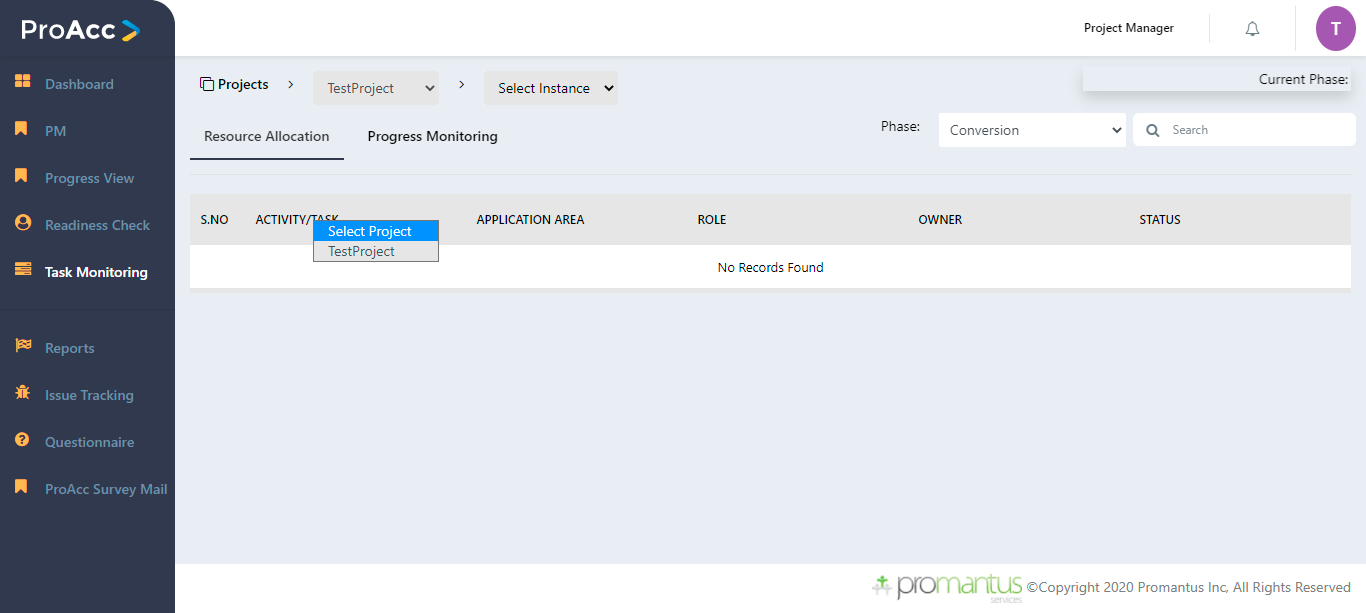 ProAcc
Project Manager
T
Dashboard
PM
Progress View
Readiness Check
Task Monitoring
Reports
Issue Tracking
Questionnaire
ProAcc Survey Mail
Projects > TestProject > Select Instance
Current Phase:
Resource Allocation Progress Monitoring
Phase: Conversion Search
S.NO ACTIVITY/TASK APPLICATION AREA ROLE OWNER STATUS
Select Project
TestProject
No Records Found
promantus
services
©Copyright 2020 Promantus Inc, All Rights Reserved